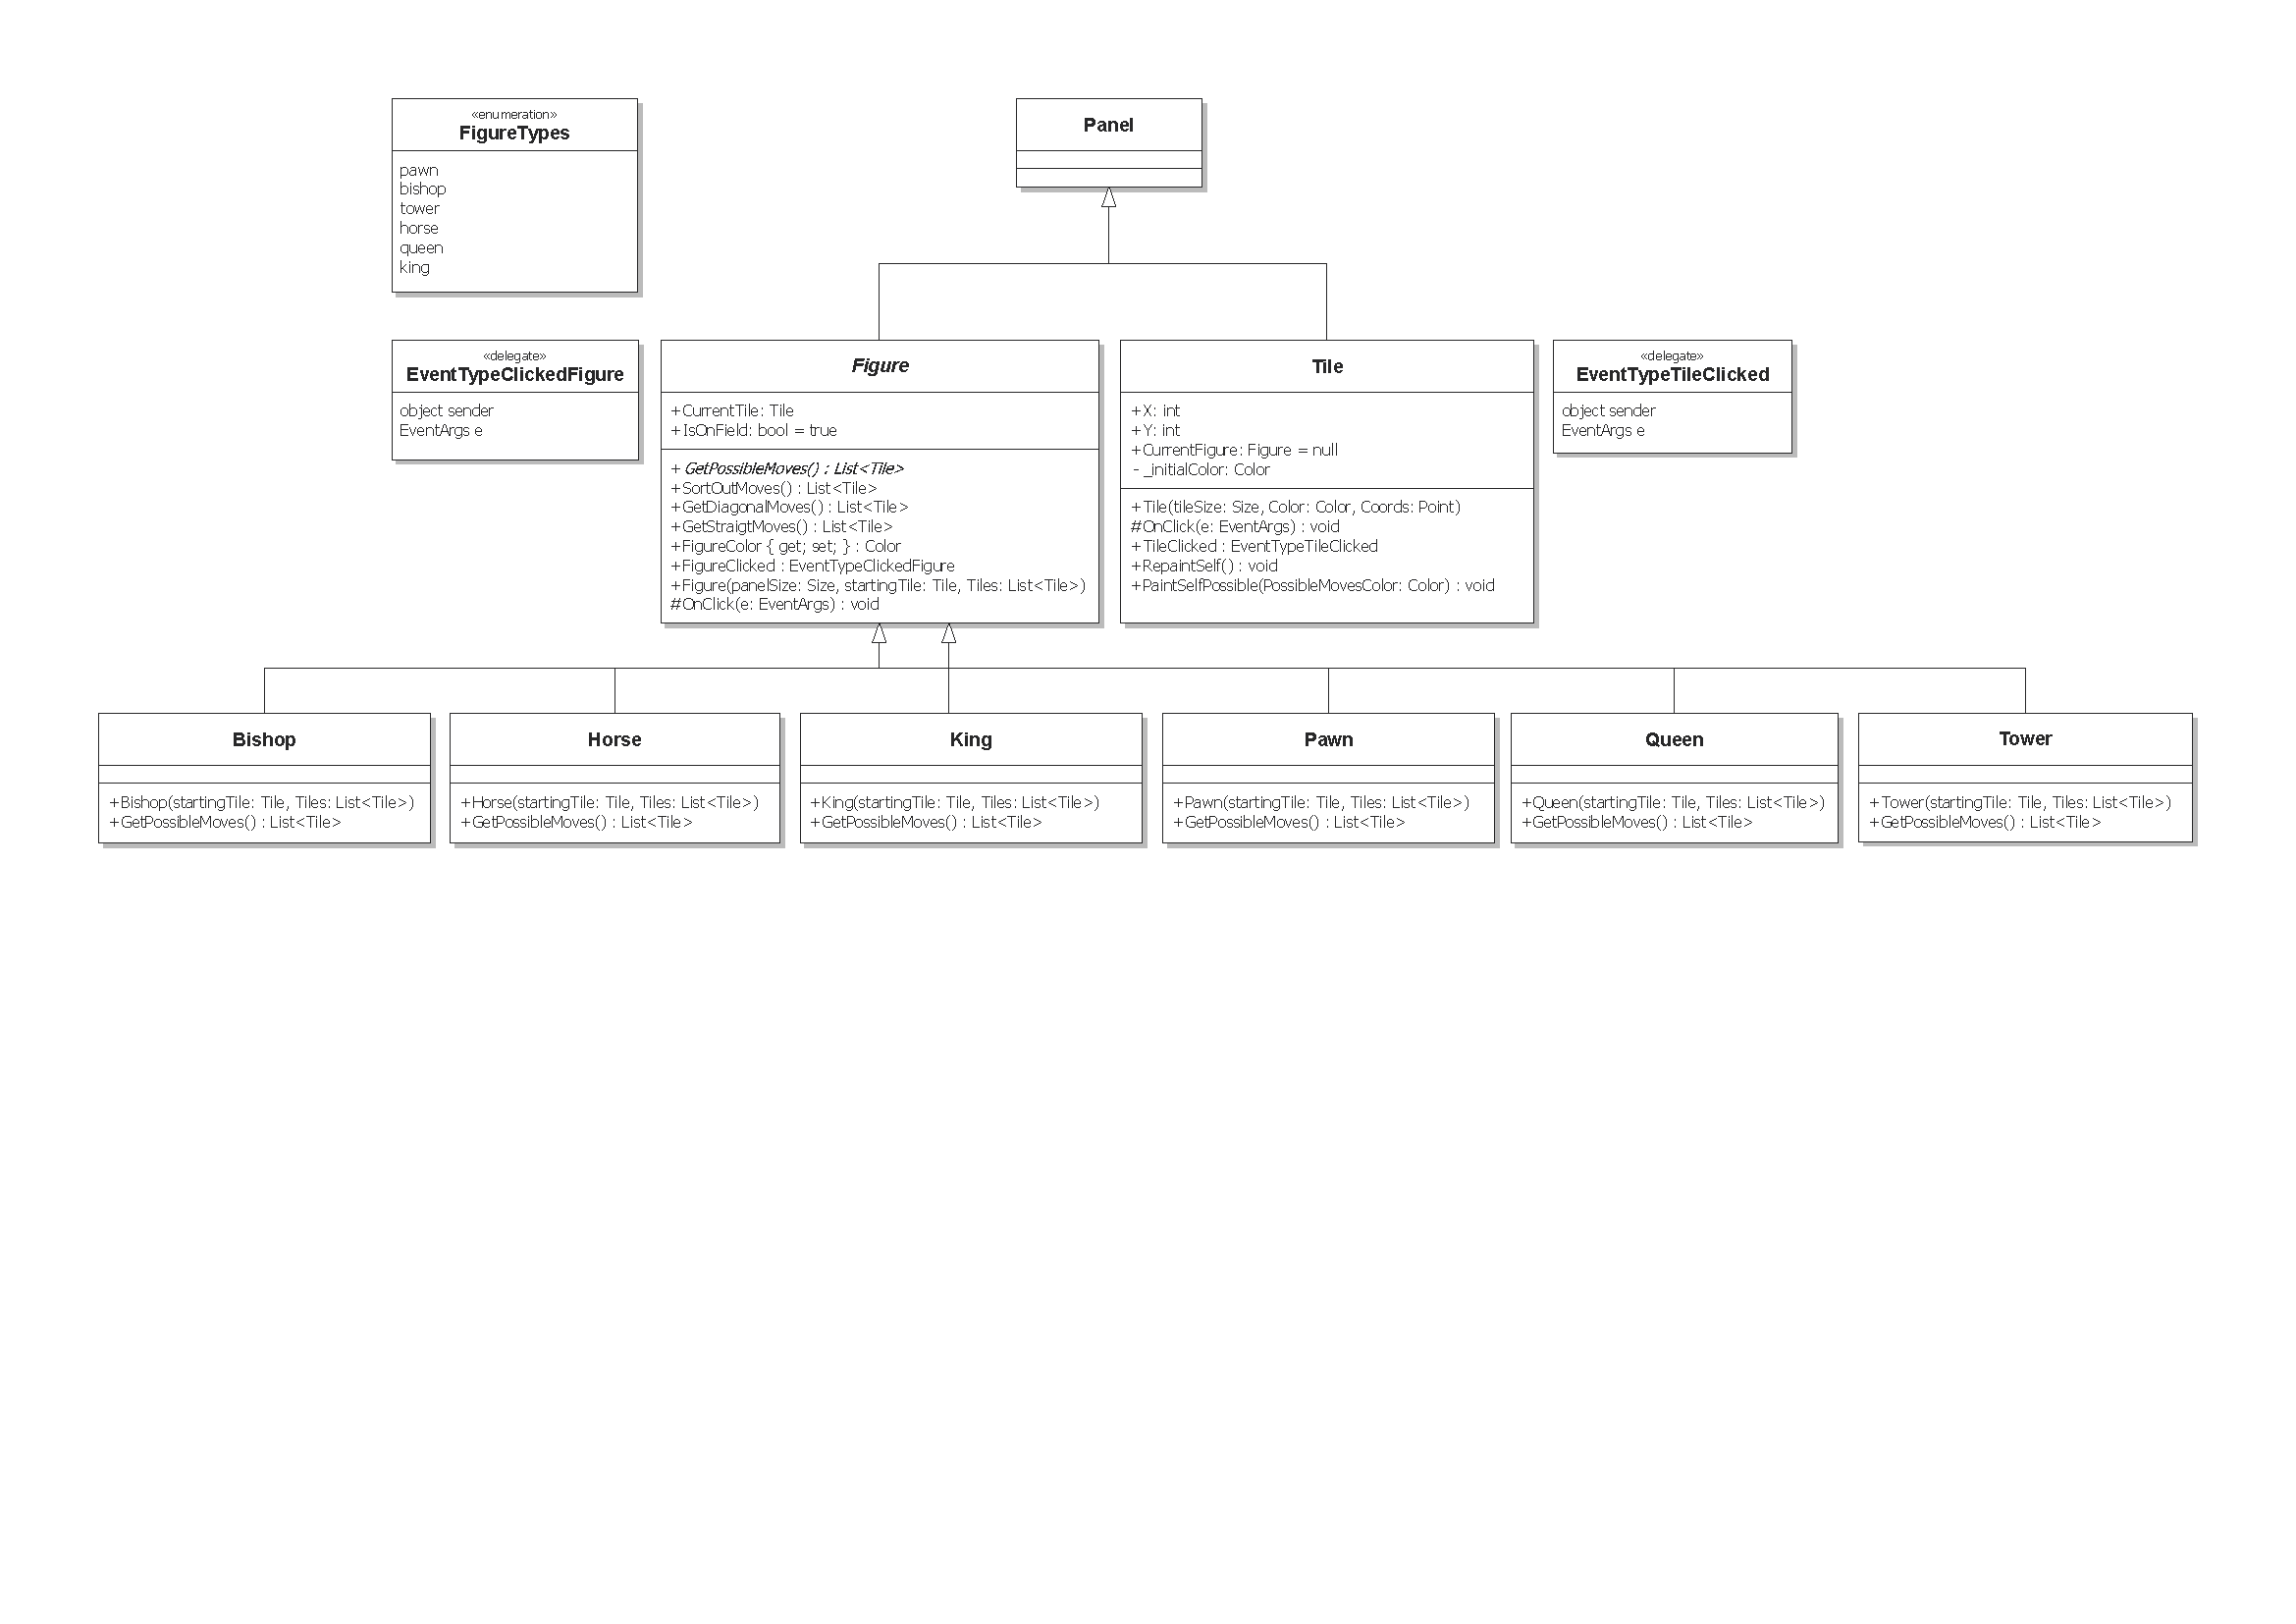 «enumeration»
FigureTypes
pawn
bishop
tower
horse
queen
king
Panel
«delegate»
EventTypeClickedFigure
object sender
EventArgs e
Figure
+CurrentTile: Tile
+IsOnField: bool = true
+ GetPossibleMoves() : List<Tile>
+SortOutMoves() : List<Tile>
+GetDiagonalMoves() : List<Tile>
+GetStraigtMoves() : List<Tile>
+FigureColor { get; set; } : Color
+FigureClicked : EventTypeClickedFigure
+Figure(panelSize: Size, startingTile: Tile, Tiles: List<Tile>)
#OnClick(e: EventArgs) : void
Tile
+X: int
+Y: int
+CurrentFigure: Figure = null
- _initialColor: Color
+Tile(tileSize: Size, Color: Color, Coords: Point)
#OnClick(e: EventArgs) : void
+TileClicked : EventTypeTileClicked
+RepaintSelf() : void
+PaintSelfPossible(PossibleMovesColor: Color) : void
«delegate»
EventTypeTileClicked
object sender
EventArgs e
Bishop
+Bishop(startingTile: Tile, Tiles: List<Tile>)
+GetPossibleMoves() : List<Tile>
Horse
+Horse(startingTile: Tile, Tiles: List<Tile>)
+GetPossibleMoves() : List<Tile>
King
+King(startingTile: Tile, Tiles: List<Tile>)
+GetPossibleMoves() : List<Tile>
Pawn
+Pawn(startingTile: Tile, Tiles: List<Tile>)
+GetPossibleMoves() : List<Tile>
Queen
+Queen(startingTile: Tile, Tiles: List<Tile>)
+GetPossibleMoves() : List<Tile>
Tower
+Tower(startingTile: Tile, Tiles: List<Tile>)
+GetPossibleMoves() : List<Tile>